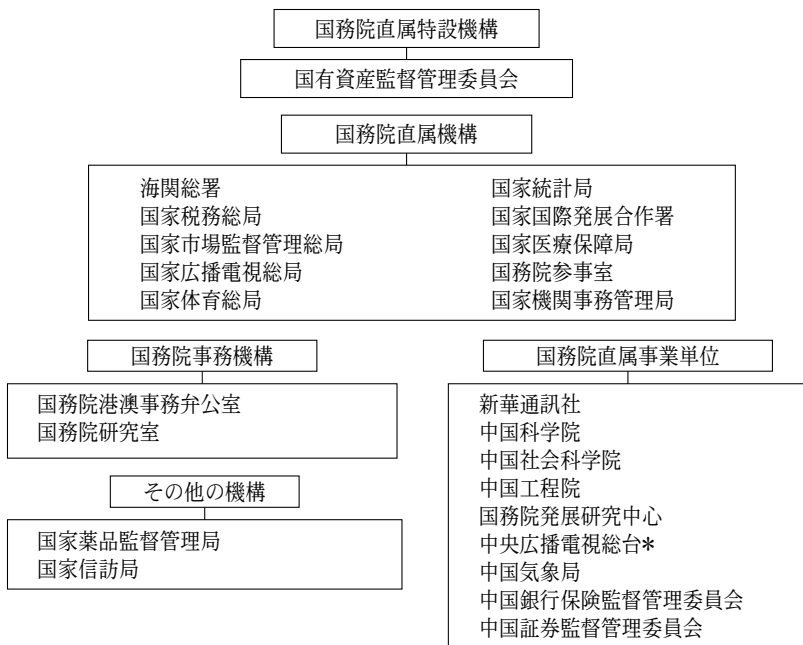 国務院直属特設機構
国有資産監督管理委員会
国務院直属機構
海関総署
国家税務総局
国家市場監督管理総局
国家広播電視総局
国家体育総局
国家統計局
国家国際発展合作署
国家医療保障局
国務院参事室
国家機関事務管理局
国務院事務機構
国務院港澳事務弁公室
国務院研究室
その他の機構
国家薬品監督管理局
国家信訪局
国務院直属事業単位
新華通訊社
中国科学院
中国社会科学院
中国工程院
国務院発展研究中心
中央広播電視総台*
中国気象局
中国銀行保険監督管理委員会
中国証券監督管理委員会